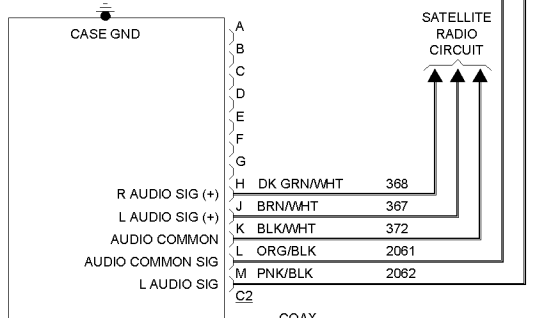 SATELLITE
RADIO
CIRCUIT
CASE GND
A
B
C
D
E
F
G
R AUDIO SIG (+) H DK GRN/WHT 368
L AUDIO SIG (+) J BRN/WHT 367
AUDIO COMMON K BLK/WHT 372
AUDIO COMMON SIG L ORG/BLK 2061
L AUDIO SIG M PNK/BLK 2062
C2
COAX